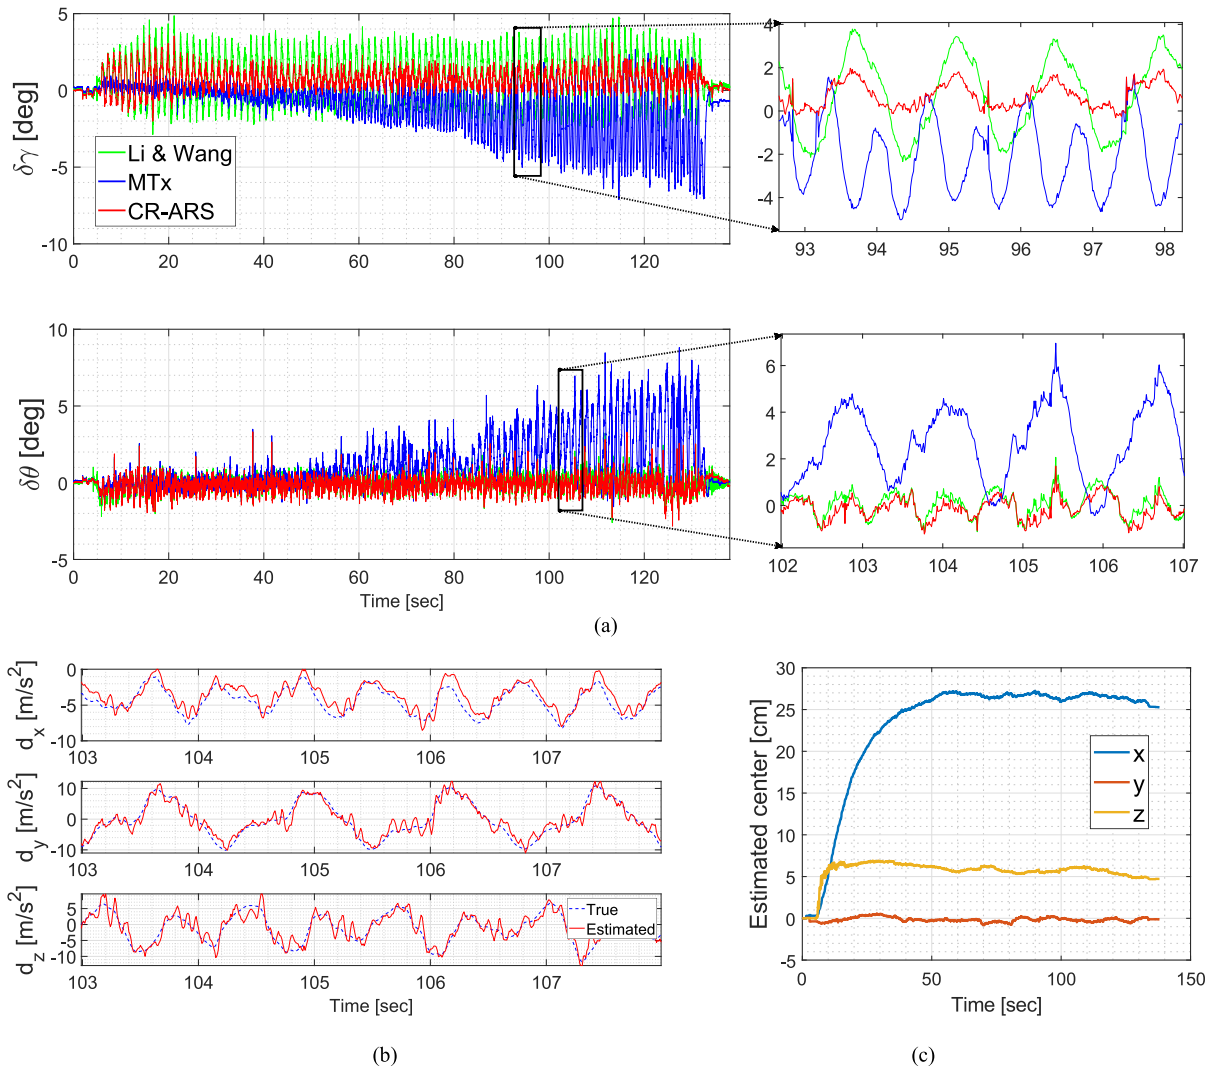 5
0
-5
-10
δγ [deg]
Li & Wang
MTx
CR-ARS
0 20 40 60 80 100 120
4
2
0
-2
-4
93 94 95 96 97 98
10
5
0
-5
δθ [deg]
0 20 40 60 80 100 120
Time [sec]
6
4
2
0
102 103 104 105 106 107
(a)
0
-5
-10
d_x [m/s²]
103 104 105 106 107
10
0
-10
d_y [m/s²]
103 104 105 106 107
5
0
-5
-10
d_z [m/s²]
True
Estimated
103 104 105 106 107
Time [sec]
(b)
30
25
20
15
10
5
0
-5
Estimated center [cm]
x
y
z
0 50 100 150
Time [sec]
(c)